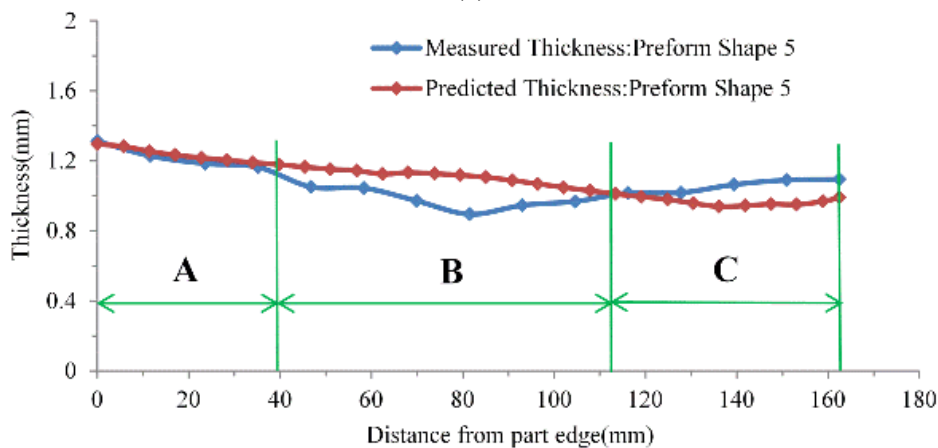 2
Measured Thickness:Preform Shape 5
1.6
Predicted Thickness:Preform Shape 5
Thickness(mm)
1.2
0.8
A
B
C
0.4
0
0 20 40 60 80 100 120 140 160 180
Distance from part edge(mm)